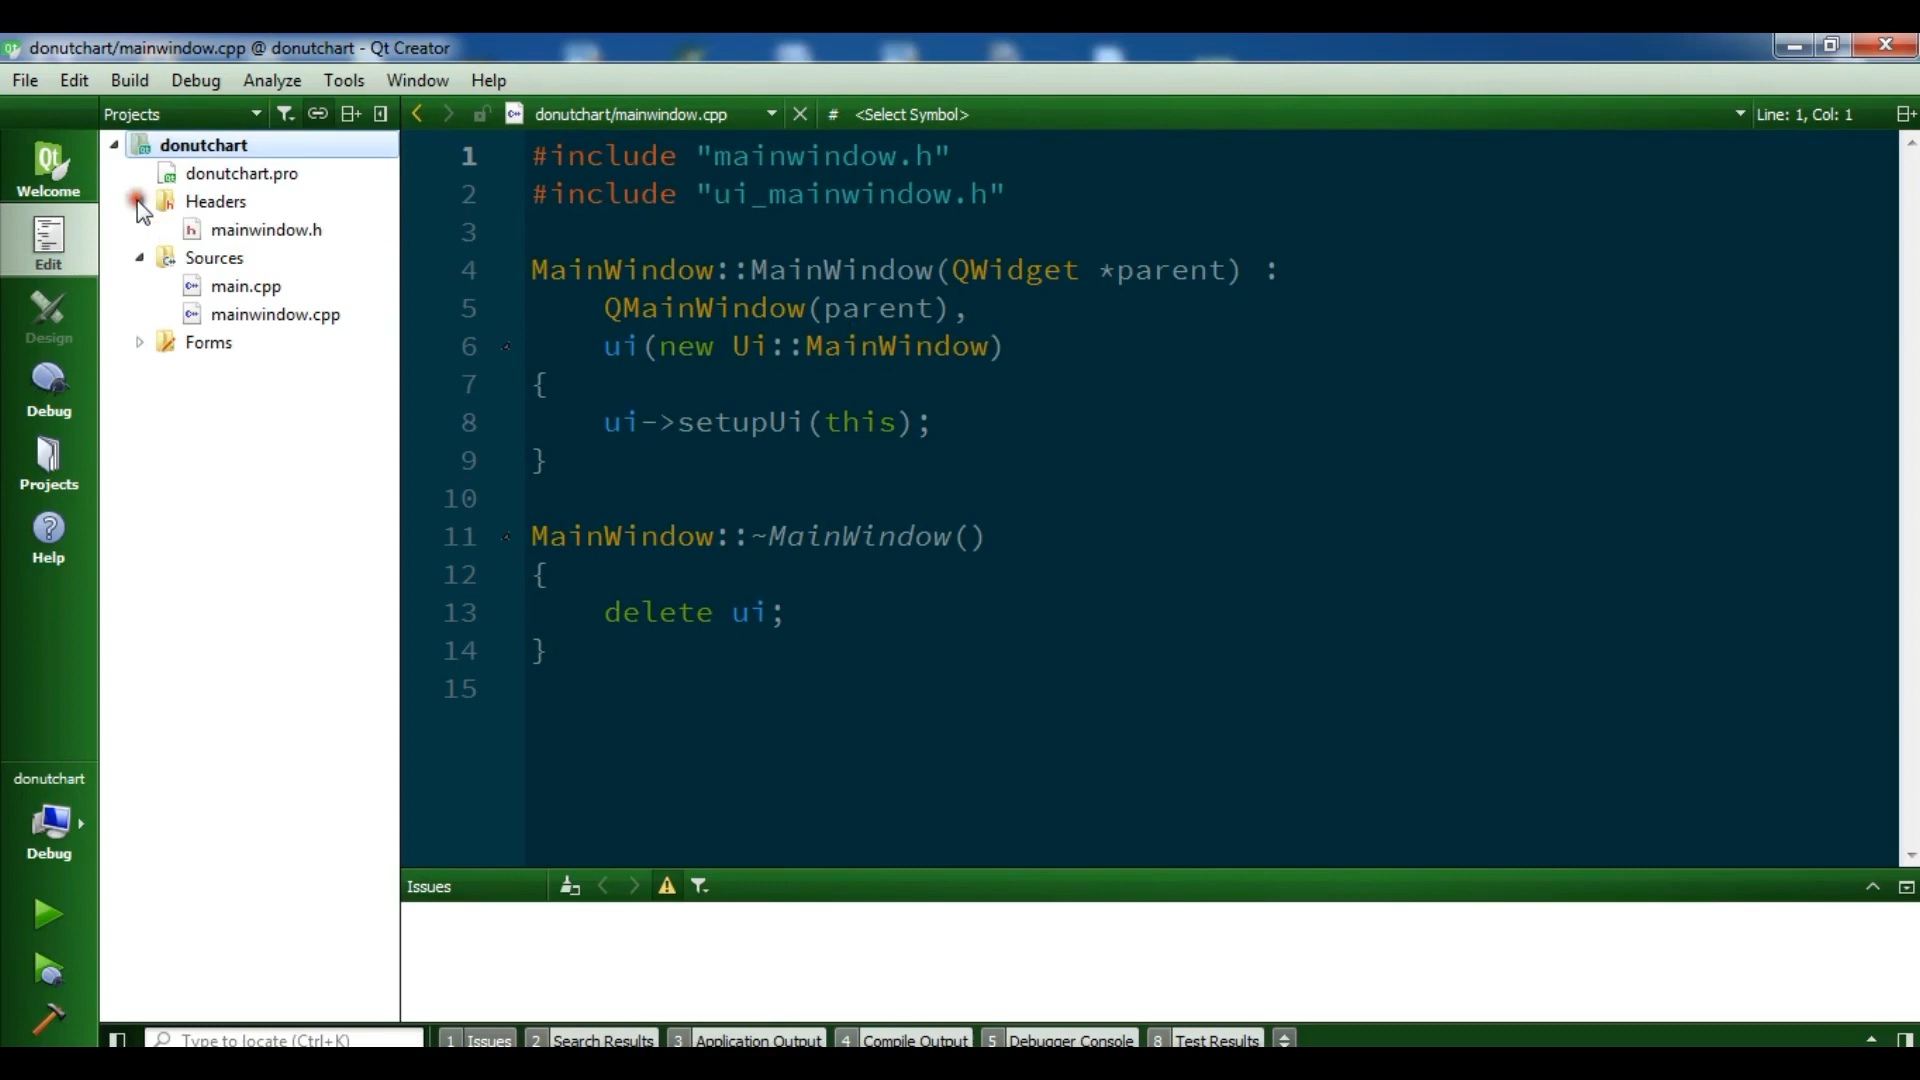 donutchart/mainwindow.cpp @ donutchart - Qt Creator
File Edit Build Debug Analyze Tools Window Help
Projects
donutchart/mainwindow.cpp # <Select Symbol> Line: 1, Col: 1
Welcome
Edit
Design
Debug
Projects
Help
donutchart
Debug
donutchart
donutchart.pro
Headers
mainwindow.h
Sources
main.cpp
mainwindow.cpp
Forms
1 #include "mainwindow.h"
2 #include "ui_mainwindow.h"
3
4 MainWindow::MainWindow(QWidget *parent) :
5 QMainWindow(parent),
6 ui(new Ui::MainWindow)
7 {
8 ui->setupUi(this);
9 }
10
11 MainWindow::~MainWindow()
12 {
13 delete ui;
14 }
15
Issues
Type to locate (Ctrl+K) 1 Issues 2 Search Results 3 Application Output 4 Compile Output 5 Debugger Console 8 Test Results